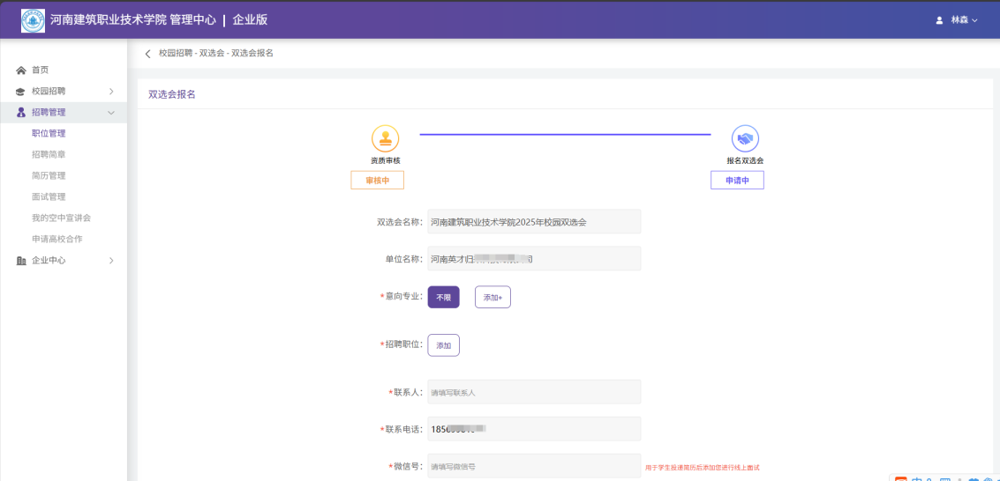 河南建筑职业技术学院 管理中心 | 企业版
林森
校园招聘 - 双选会 - 双选会报名
首页
校园招聘
招聘管理
职位管理
招聘简章
简历管理
面试管理
我的空中宣讲会
申请高校合作
企业中心
双选会报名
资质审核
报名双选会
审核中
申请中
双选会名称: 河南建筑职业技术学院2025年校园双选会
单位名称: 河南英才归
*意向专业: 不限 添加+
*招聘职位: 添加
*联系人: 请填写联系人
*联系电话: 185
*微信号: 请填写微信号 用于学生投递简历后添加您进行线上面试